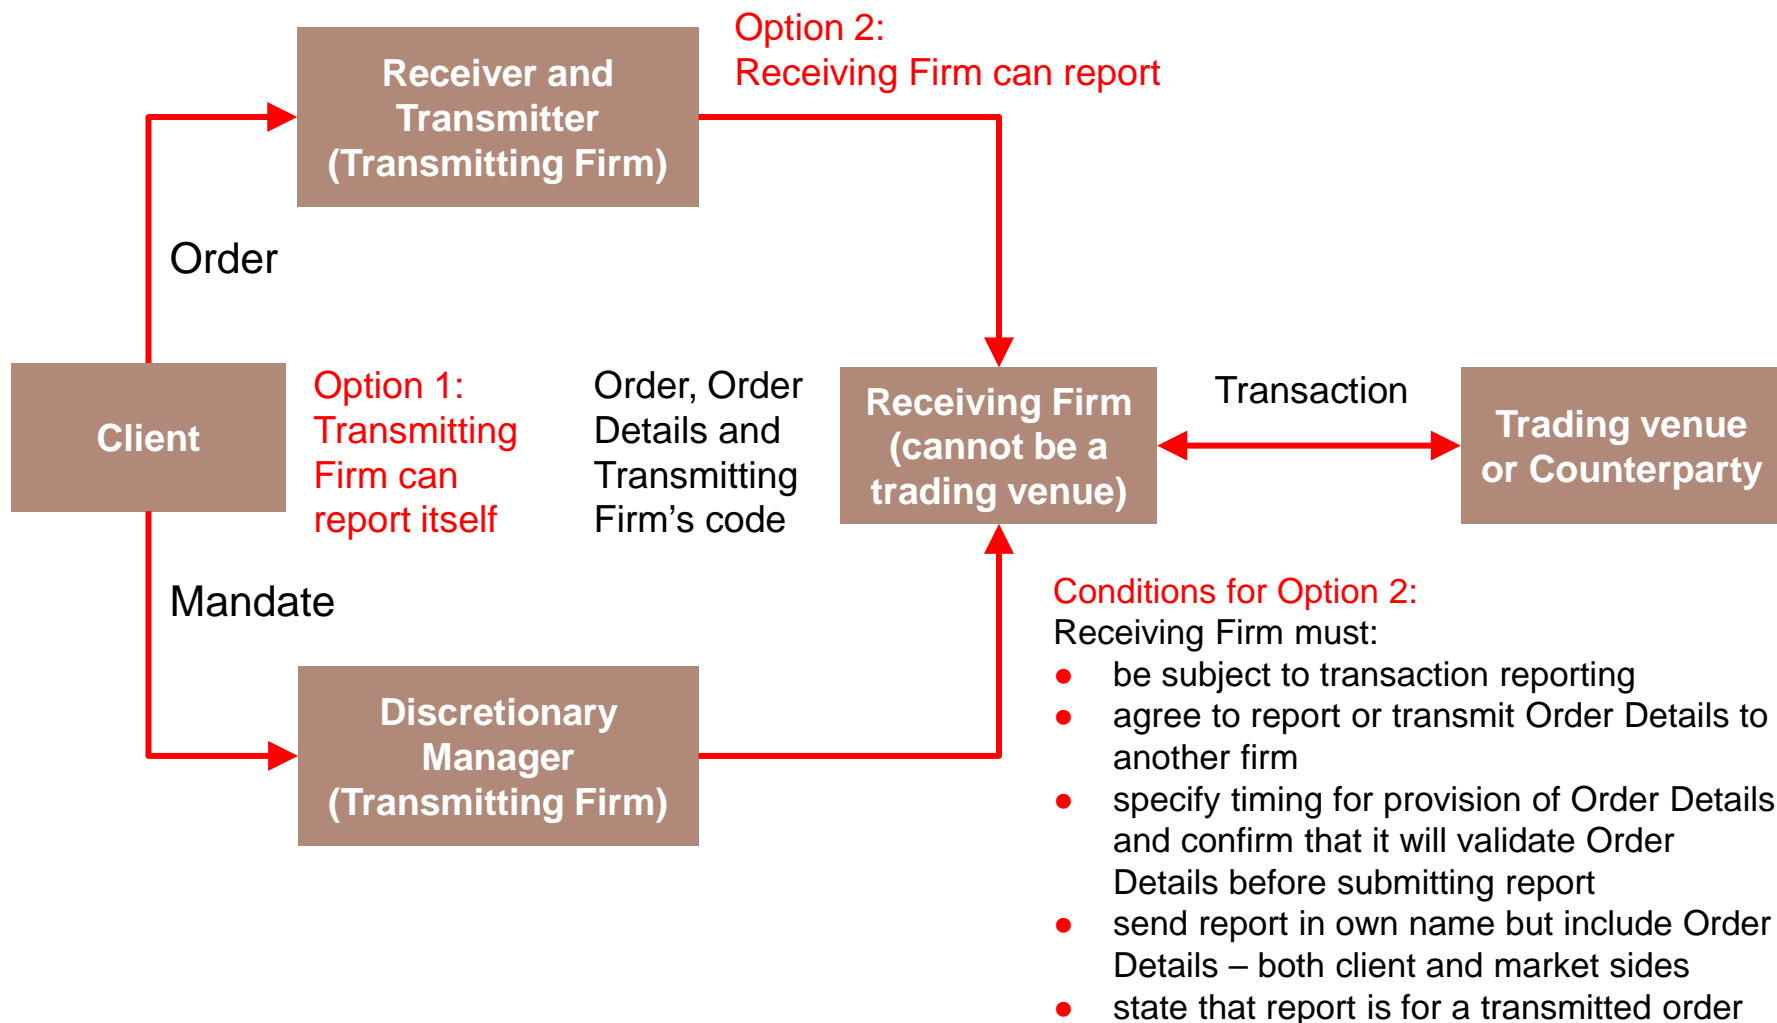 Option 2:
Receiving Firm can report
Receiver and
Transmitter
(Transmitting Firm)
Order
Client
Option 1:
Transmitting
Firm can
report itself
Order, Order
Details and
Transmitting
Firm’s code
Receiving Firm
(cannot be a
trading venue)
Transaction
Trading venue
or Counterparty
Mandate
Discretionary
Manager
(Transmitting Firm)
Conditions for Option 2:
Receiving Firm must:
● be subject to transaction reporting
● agree to report or transmit Order Details to
another firm
● specify timing for provision of Order Details
and confirm that it will validate Order
Details before submitting report
● send report in own name but include Order
Details – both client and market sides
● state that report is for a transmitted order